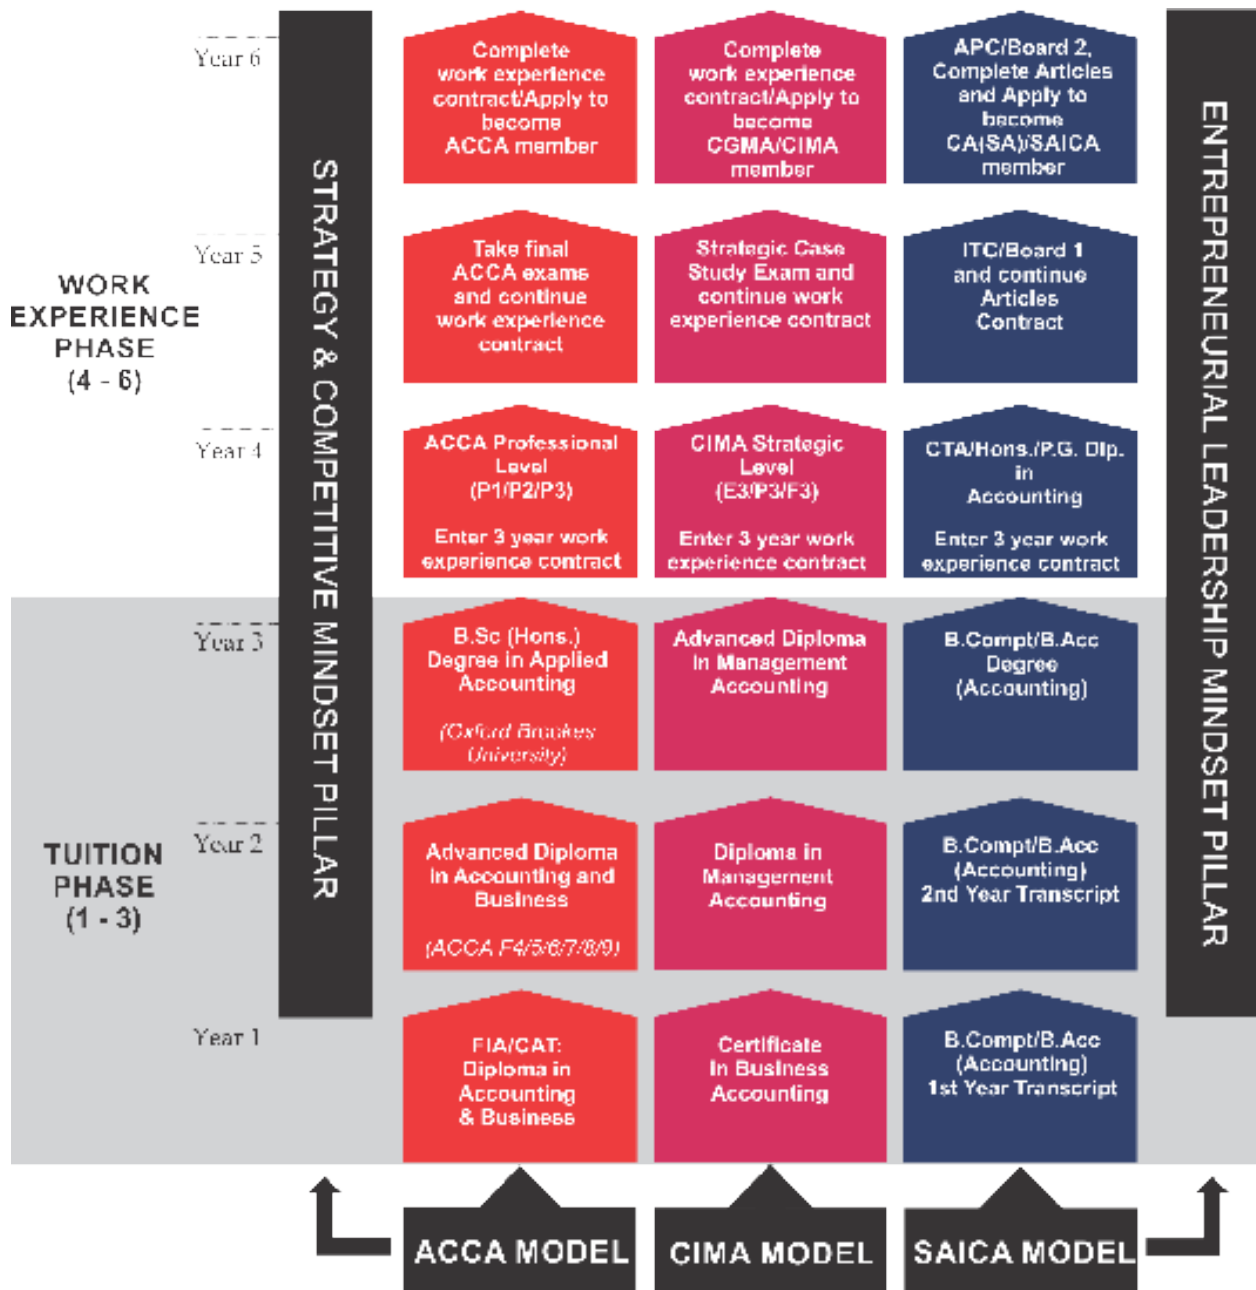 Year 6
Complete
work experience
contract/Apply to
become
ACCA member
Complete
work experience
contract/Apply to
become
CGMA/CIMA
member
APC/Board 2,
Complete Articles
and Apply to
become
CA(SA)/SAICA
member
WORK
EXPERIENCE
PHASE
(4 - 6)
STRATEGY & COMPETITIVE MINDSET PILLAR
ENTREPRENEURIAL LEADERSHIP MINDSET PILLAR
Year 5
Take final
ACCA exams
and continue
work experience
contract
Strategic Case
Study Exam and
continue work
experience contract
ITC/Board 1
and continue
Articles
Contract
Year 4
ACCA Professional
Level
(P1/P2/P3)
Enter 3 year work
experience contract
CIMA Strategic
Level
(E3/P3/F3)
Enter 3 year work
experience contract
CTA/Hons./P.G. Dip.
in
Accounting
Enter 3 year work
experience contract
Year 3
B.Sc (Hons.)
Degree in Applied
Accounting
(Oxford Brookes
University)
Advanced Diploma
in Management
Accounting
B.Compt/B.Acc
Degree
(Accounting)
TUITION
PHASE
(1 - 3)
Year 2
Advanced Diploma
in Accounting and
Business
(ACCA F4/5/6/7/8/9)
Diploma in
Management
Accounting
B.Compt/B.Acc
(Accounting)
2nd Year Transcript
Year 1
FIA/CAT:
Diploma in
Accounting
& Business
Certificate
in Business
Accounting
B.Compt/B.Acc
(Accounting)
1st Year Transcript
ACCA MODEL
CIMA MODEL
SAICA MODEL